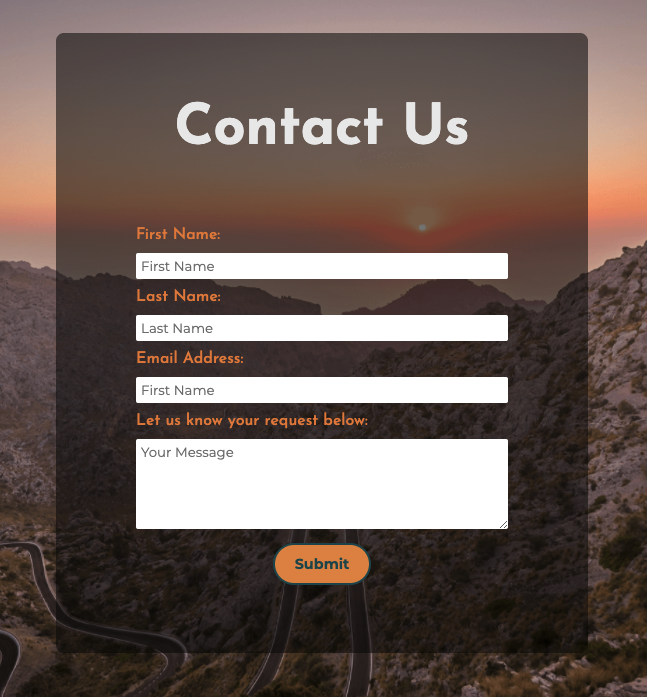 Contact Us
First Name:
First Name
Last Name:
Last Name
Email Address:
First Name
Let us know your request below:
Your Message
Submit